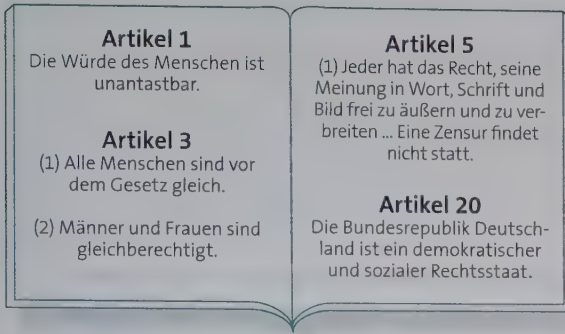 Artikel 1
Die Würde des Menschen ist
unantastbar.
Artikel 3
(1) Alle Menschen sind vor
dem Gesetz gleich.
(2) Männer und Frauen sind
gleichberechtigt.
Artikel 5
(1) Jeder hat das Recht, seine
Meinung in Wort, Schrift und
Bild frei zu äußern und zu ver-
breiten ... Eine Zensur findet
nicht statt.
Artikel 20
Die Bundesrepublik Deutsch-
land ist ein demokratischer
und sozialer Rechtsstaat.